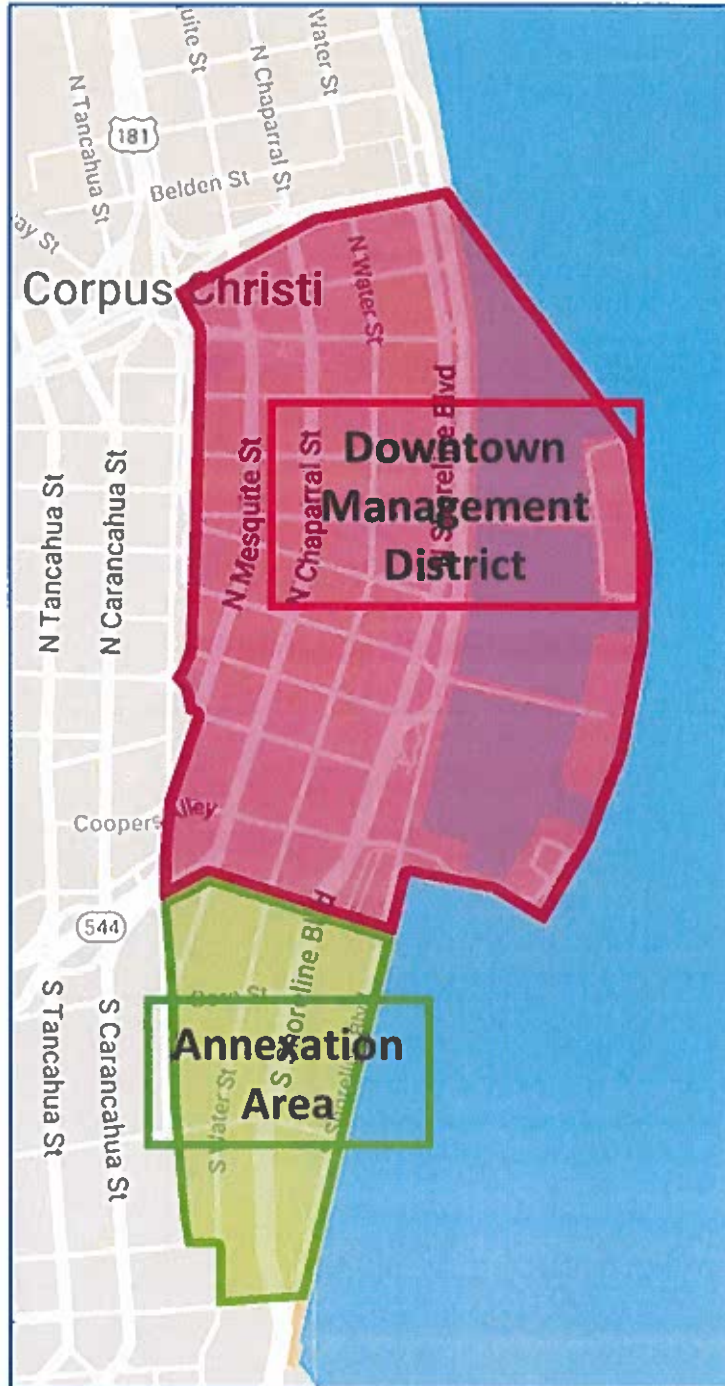 Water St
N Chaparral St
N Tancahua St
181
Belden St
ay St
Corpus Christi
N Water St
N Shoreline Blvd
Downtown
Management
District
N Mesquite St
N Chaparral St
N Tancahua St
N Carancahua St
Coopers Alley
544
S Shoreline Blvd
Annexation
Area
S Water St
S Tancahua St
S Carancahua St